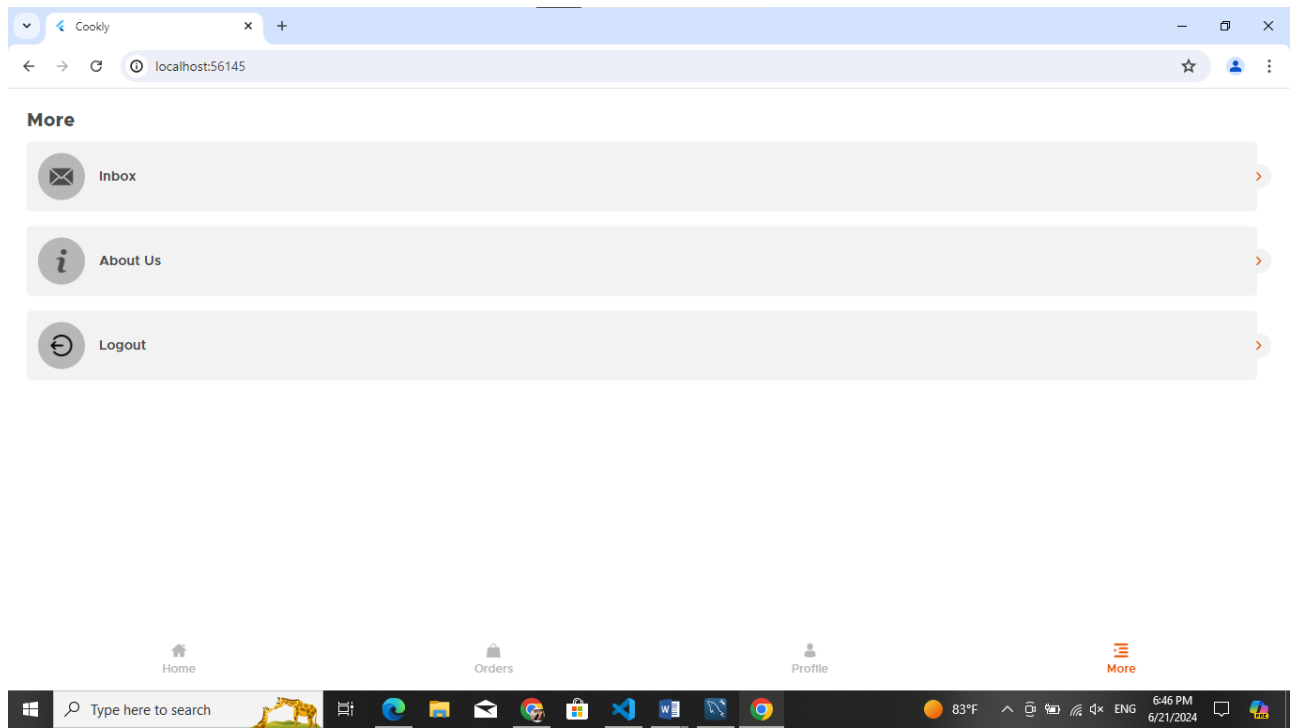 Cookly
localhost:56145
More
Inbox
About Us
Logout
Home
Orders
Profile
More
Type here to search
83°F
ENG
6:46 PM
6/21/2024